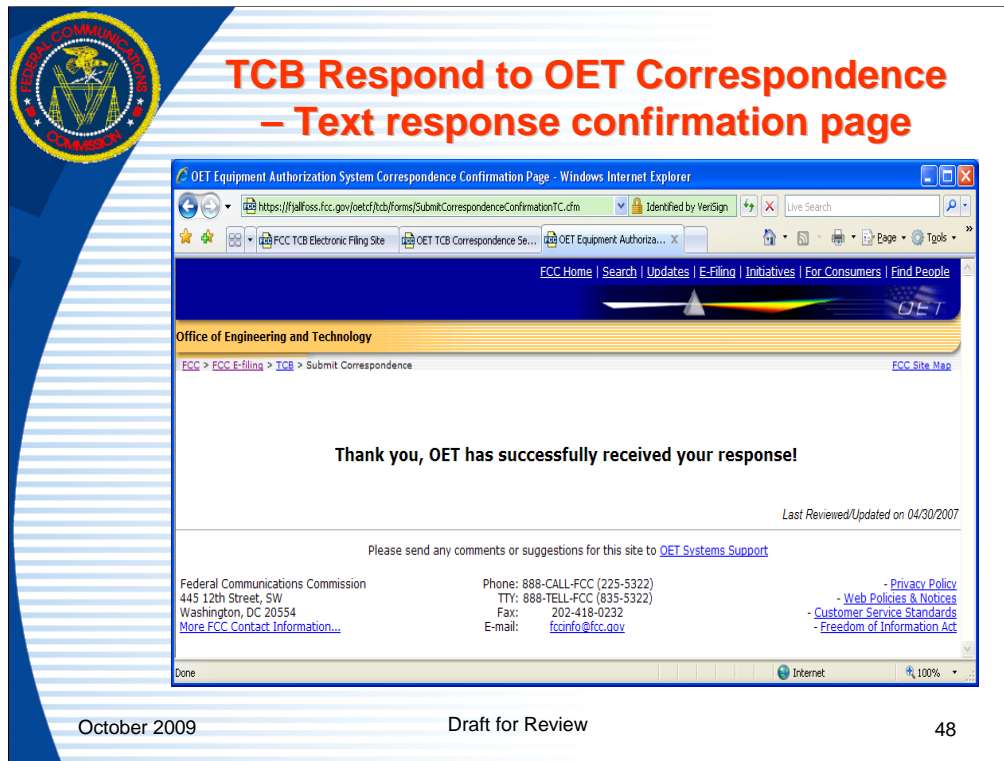 FEDERAL COMMUNICATIONS COMMISSION
TCB Respond to OET Correspondence
– Text response confirmation page
OET Equipment Authorization System Correspondence Confirmation Page - Windows Internet Explorer
https://fjallfoss.fcc.gov/oetcf/tcb/forms/SubmitCorrespondenceConfirmationTC.cfm Identified by VeriSign Live Search
FCC TCB Electronic Filing Site OET TCB Correspondence Se... OET Equipment Authoriza... X Page Tools »
FCC Home | Search | Updates | E-Filing | Initiatives | For Consumers | Find People
OET
Office of Engineering and Technology
FCC > FCC E-filing > TCB > Submit Correspondence FCC Site Map
Thank you, OET has successfully received your response!
Last Reviewed/Updated on 04/30/2007
Please send any comments or suggestions for this site to OET Systems Support
Federal Communications Commission Phone: 888-CALL-FCC (225-5322) - Privacy Policy
445 12th Street, SW TTY: 888-TELL-FCC (835-5322) - Web Policies & Notices
Washington, DC 20554 Fax: 202-418-0232 - Customer Service Standards
More FCC Contact Information... E-mail: fccinfo@fcc.gov - Freedom of Information Act
Done Internet 100%
October 2009 Draft for Review 48